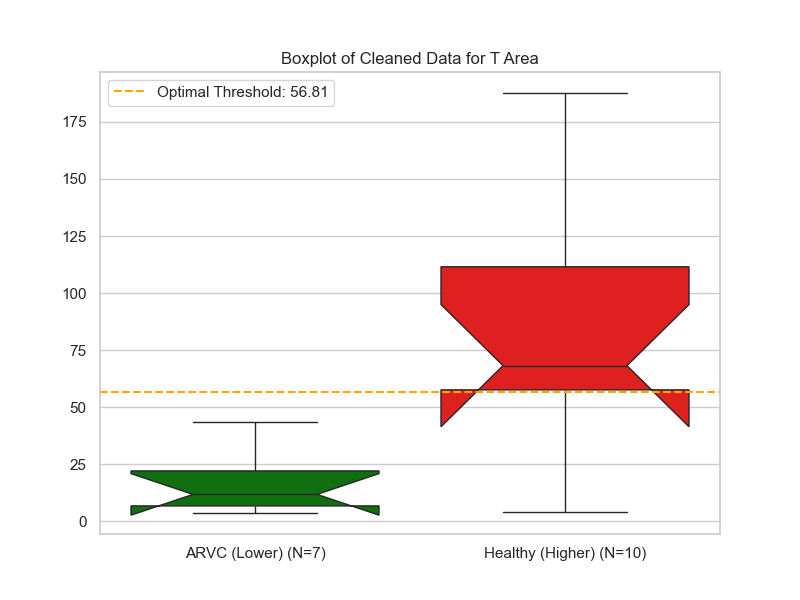 Boxplot of Cleaned Data for T Area
Optimal Threshold: 56.81
175
150
125
100
75
50
25
0
ARVC (Lower) (N=7)
Healthy (Higher) (N=10)